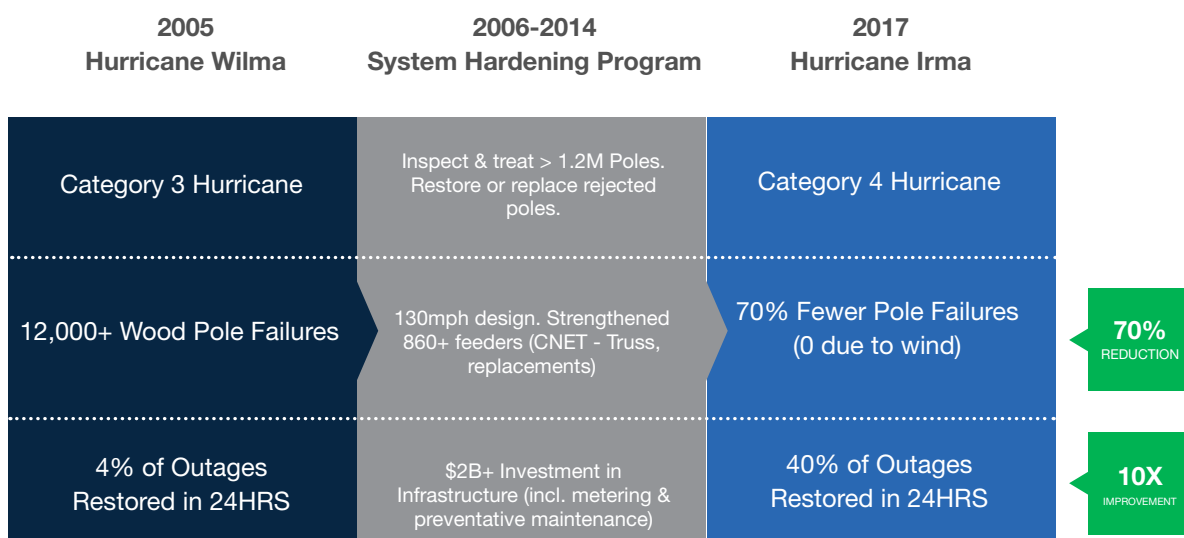 2005
Hurricane Wilma
2006-2014
System Hardening Program
2017
Hurricane Irma
Category 3 Hurricane
Inspect & treat > 1.2M Poles.
Restore or replace rejected
poles.
Category 4 Hurricane
12,000+ Wood Pole Failures
130mph design. Strengthened
860+ feeders (CNET - Truss,
replacements)
70% Fewer Pole Failures
(0 due to wind)
70%
REDUCTION
4% of Outages
Restored in 24HRS
$2B+ Investment in
Infrastructure (incl. metering &
preventative maintenance)
40% of Outages
Restored in 24HRS
10X
IMPROVEMENT